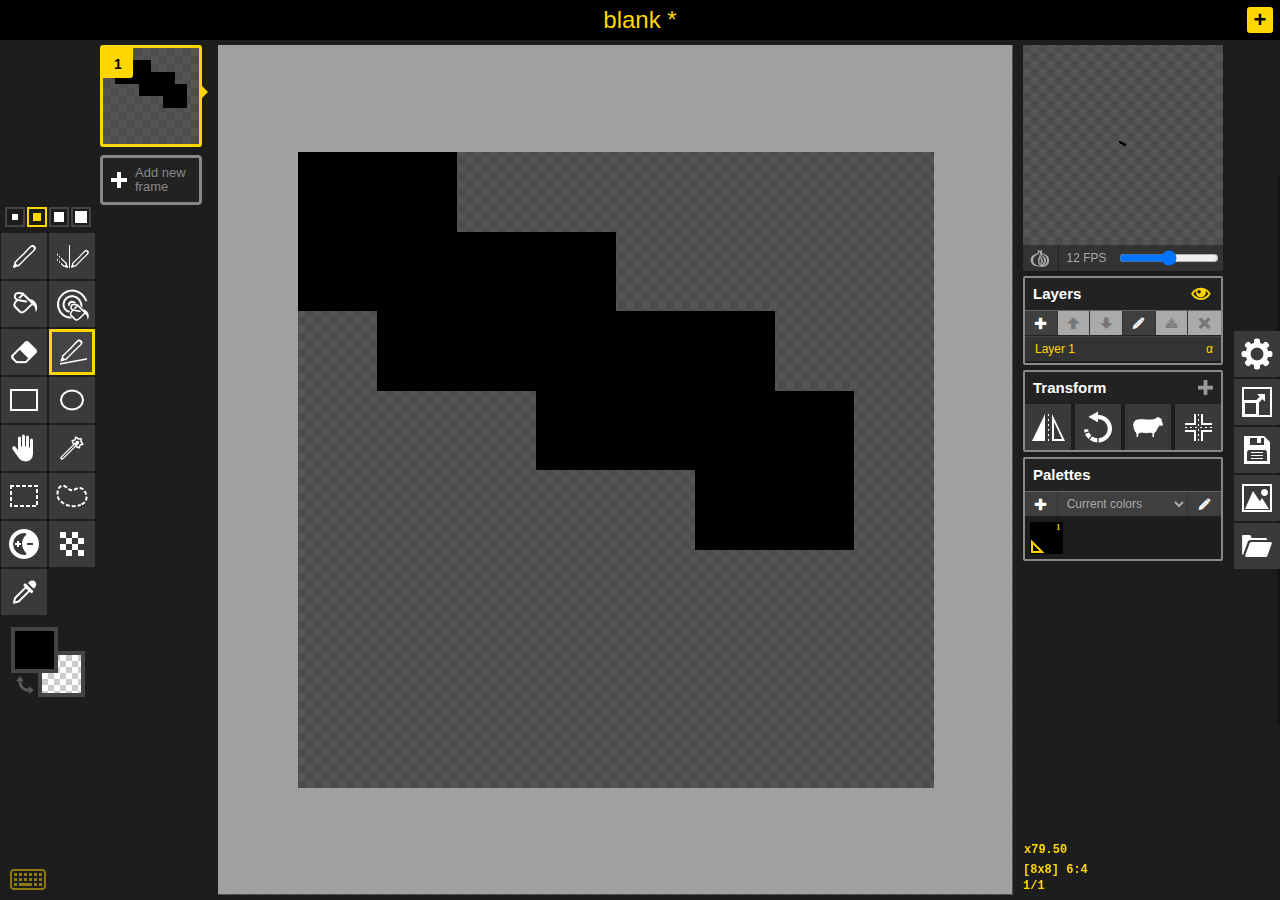 blank *
+
1
Add new
frame
12 FPS
Layers
Layer 1
α
Transform
Palettes
Current colors
1
x79.50
[8x8] 6:4
1/1